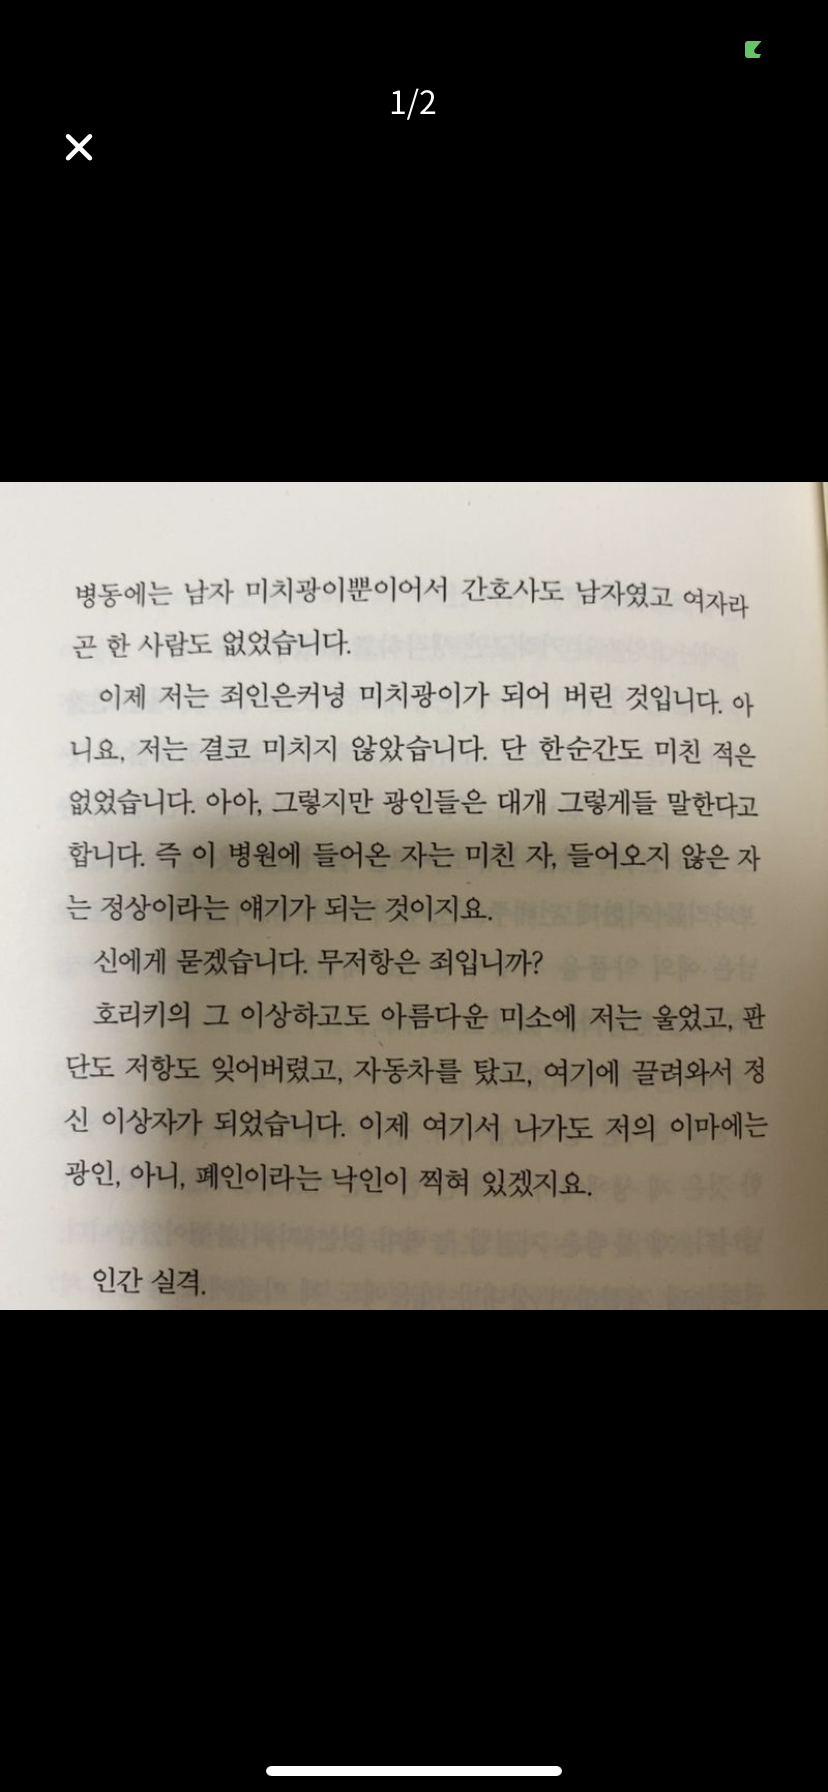 1/2
병동에는 남자 미치광이뿐이어서 간호사도 남자였고 여자라
곤 한 사람도 없었습니다.
이제 저는 죄인은커녕 미치광이가 되어 버린 것입니다. 아
니요, 저는 결코 미치지 않았습니다. 단 한순간도 미친 적은
없었습니다. 아아, 그렇지만 광인들은 대개 그렇게들 말한다고
합니다. 즉 이 병원에 들어온 자는 미친 자, 들어오지 않은 자
는 정상이라는 얘기가 되는 것이지요.
신에게 묻겠습니다. 무저항은 죄입니까?
호리키의 그 이상하고도 아름다운 미소에 저는 울었고, 판
단도 저항도 잊어버렸고, 자동차를 탔고, 여기에 끌려와서 정
신 이상자가 되었습니다. 이제 여기서 나가도 저의 이마에는
광인, 아니, 폐인이라는 낙인이 찍혀 있겠지요.
인간 실격.